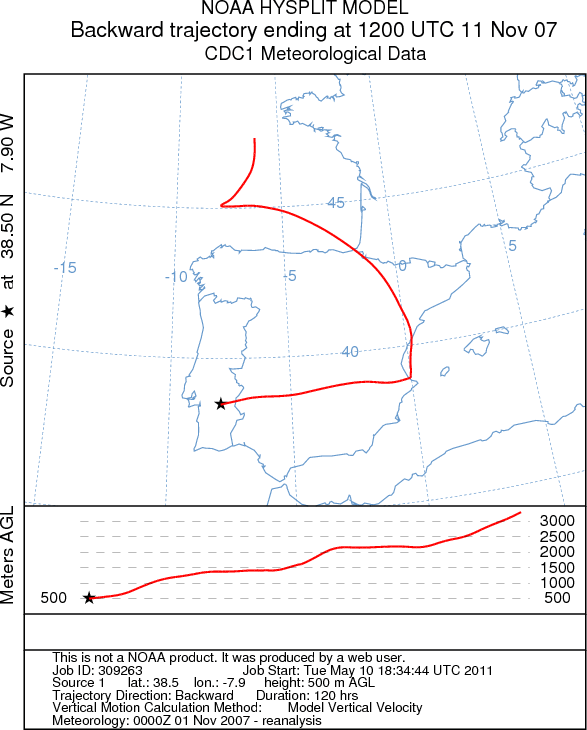 NOAA HYSPLIT MODEL
Backward trajectory ending at 1200 UTC 11 Nov 07
CDC1 Meteorological Data
Source ★ at 38.50 N 7.90 W
45
5
-15
-10
-5
0
40
Meters AGL
3000
2500
2000
1500
1000
500
500
This is not a NOAA product. It was produced by a web user.
Job ID: 309263 Job Start: Tue May 10 18:34:44 UTC 2011
Source 1 lat.: 38.5 lon.: -7.9 height: 500 m AGL
Trajectory Direction: Backward Duration: 120 hrs
Vertical Motion Calculation Method: Model Vertical Velocity
Meteorology: 0000Z 01 Nov 2007 - reanalysis